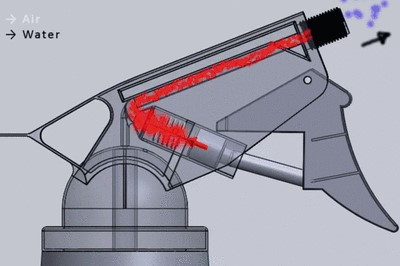 → Air
→ Water